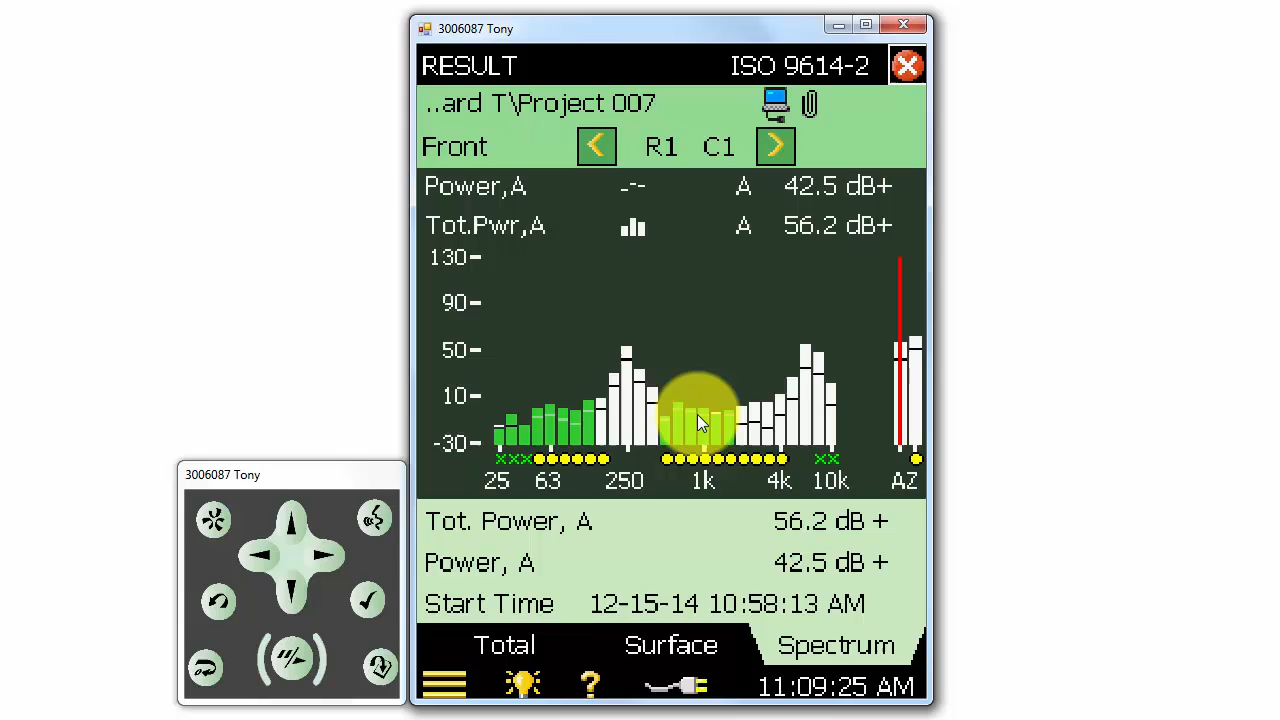 3006087 Tony
RESULT ISO 9614-2
..ard T\Project 007
Front R1 C1
Power,A A 42.5 dB+
Tot.Pwr,A A 56.2 dB+
130
90
50
10
-30
25 63 250 1k 4k 10k AZ
Tot. Power, A 56.2 dB +
Power, A 42.5 dB +
Start Time 12-15-14 10:58:13 AM
Total Surface Spectrum
? 11:09:25 AM
3006087 Tony